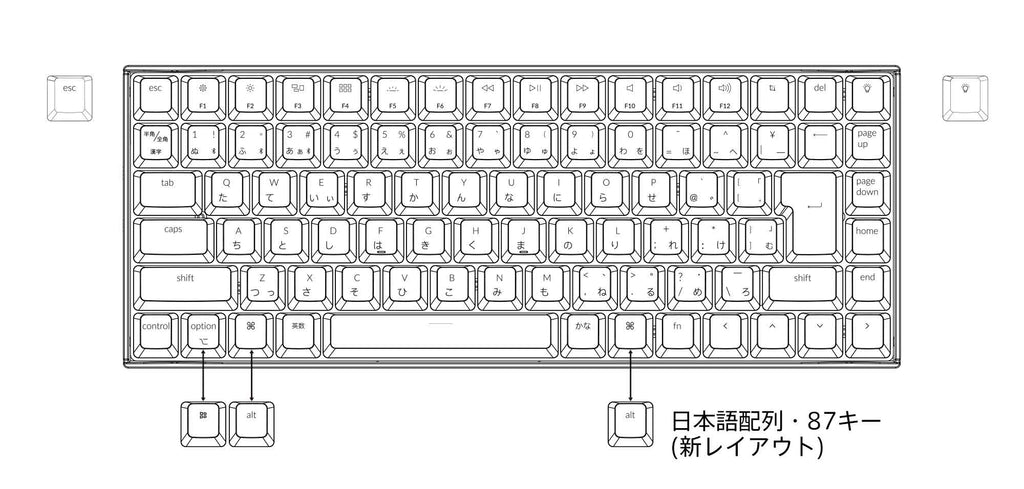 esc
esc F1 F2 F3 F4 F5 F6 F7 F8 F9 F10 F11 F12 del
半角/全角 漢字 1 ! ぬ 2 " ふ 3 # あ ぁ 4 $ う ぅ 5 % え ぇ 6 & お ぉ 7 ' や ゃ 8 ( ゆ ゅ 9 ) よ ょ 0 わ を ¯ = ほ ^ ~ へ ¥ | — page up
tab Q た W て E い ぃ R す T か Y ん U な I に O ら P せ @ ゛ [ 「 page down
caps A ち S と D し F は G き H く J ま K の L り + ; れ * : け ] 」 む home
shift Z つ っ X さ C そ V ひ B こ N み M も < 、 , ね > 。 . る ? ・ / め \ ろ shift end
control option ⌥ ⌘ 英数 かな ⌘ fn
alt alt
日本語配列・87キー
(新レイアウト)